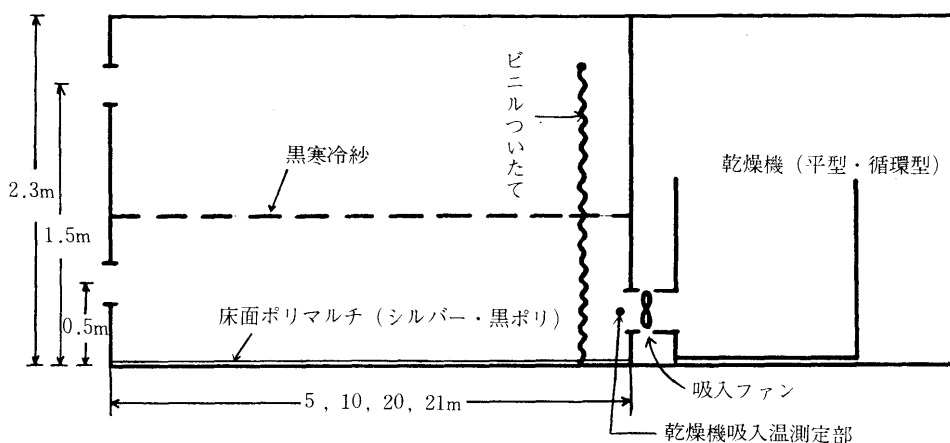 ビニルついたて
黒寒冷紗
乾燥機（平型・循環型）
2.3m
1.5m
0.5m
床面ポリマルチ（シルバー・黒ポリ）
吸入ファン
5，10，20，21m
乾燥機吸入温測定部